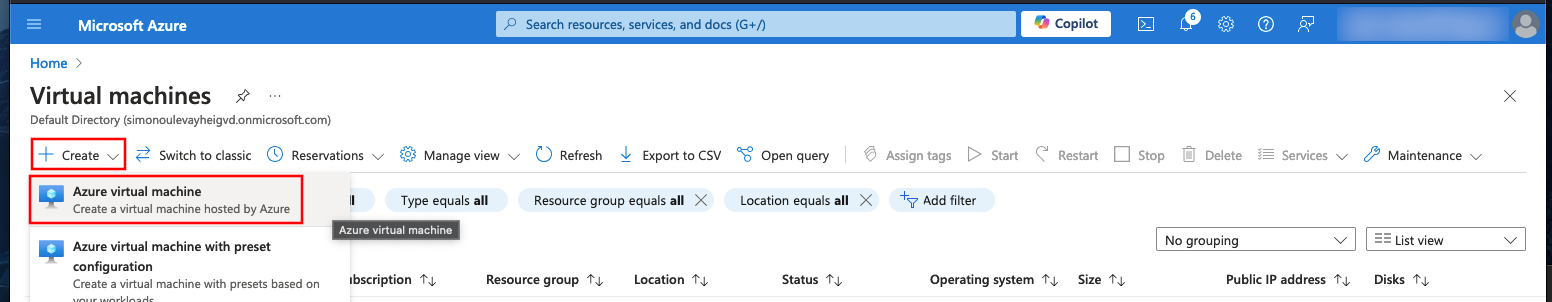 Microsoft Azure
Search resources, services, and docs (G+/)
Copilot
6
Home
Virtual machines
...
Default Directory (simonoulevayheigvd.onmicrosoft.com)
Create
Switch to classic
Reservations
Manage view
Refresh
Export to CSV
Open query
Assign tags
Start
Restart
Stop
Delete
Services
Maintenance
Azure virtual machine
Create a virtual machine hosted by Azure
Type equals all
Resource group equals all
Location equals all
Add filter
Azure virtual machine
Azure virtual machine with preset
configuration
Create a virtual machine with presets based on
your workloads
No grouping
List view
bscription
Resource group
Location
Status
Operating system
Size
Public IP address
Disks